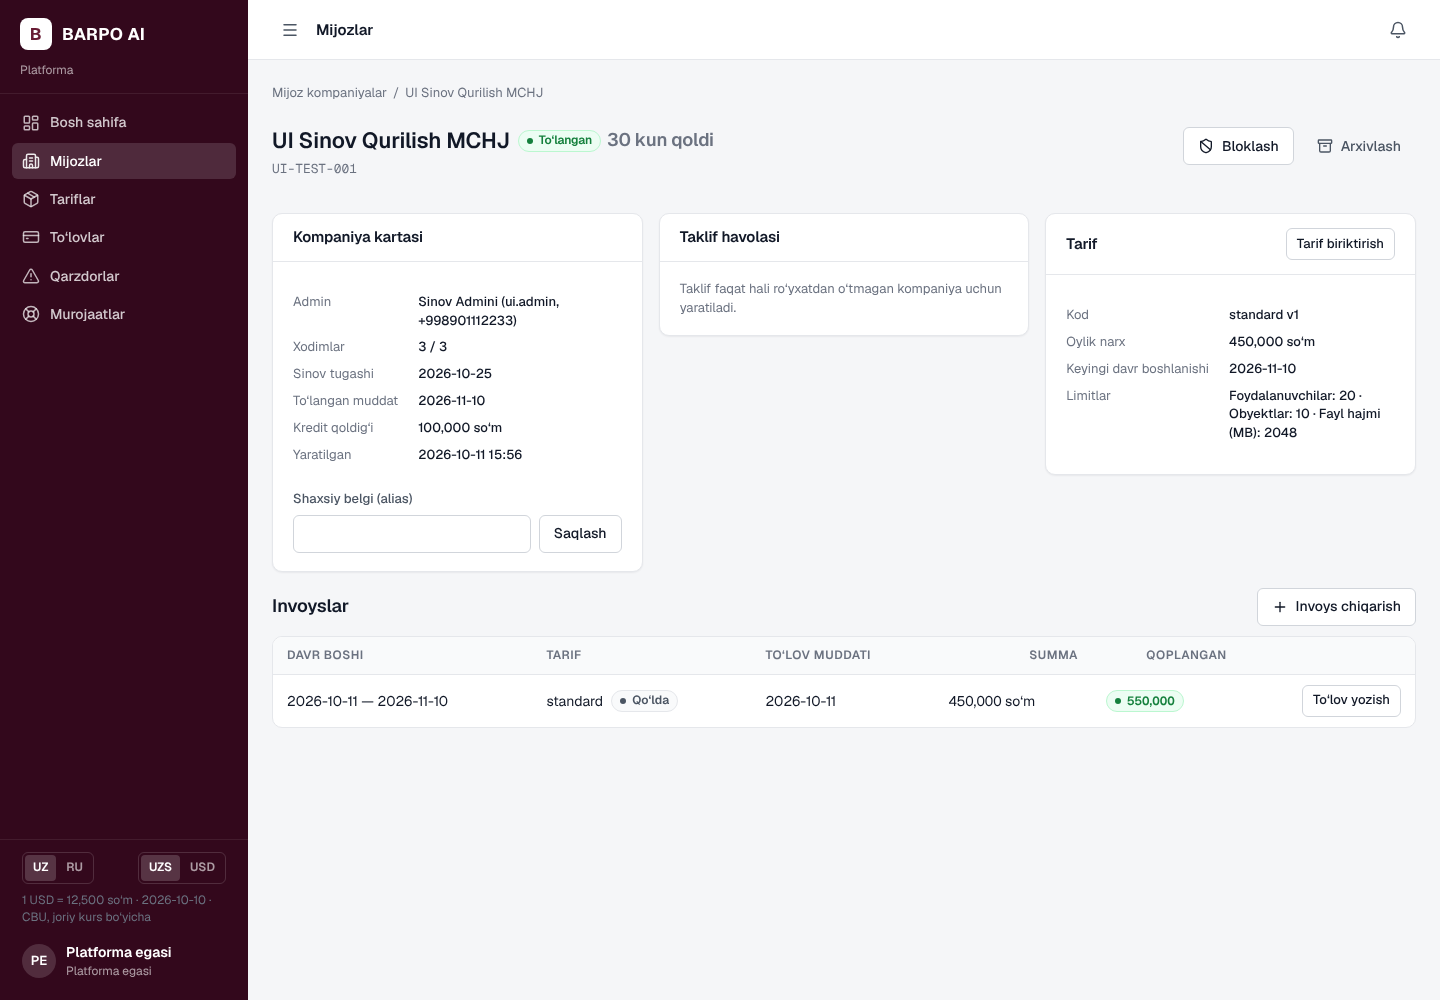 BARPO AI
B
Platforma
Bosh sahifa
Mijozlar
Tariflar
To‘lovlar
Qarzdorlar
Murojaatlar
UZ RU UZS USD
1 USD = 12,500 so‘m · 2026-10-10 ·
CBU, joriy kurs bo‘yicha
PE
Platforma egasi
Platforma egasi
Mijozlar
Mijoz kompaniyalar / UI Sinov Qurilish MCHJ
UI Sinov Qurilish MCHJ To‘langan 30 kun qoldi
UI-TEST-001
Bloklash Arxivlash
Kompaniya kartasi
Admin Sinov Admini (ui.admin,
+998901112233)
Xodimlar 3 / 3
Sinov tugashi 2026-10-25
To‘langan muddat 2026-11-10
Kredit qoldig‘i 100,000 so‘m
Yaratilgan 2026-10-11 15:56
Shaxsiy belgi (alias)
Saqlash
Taklif havolasi
Taklif faqat hali ro‘yxatdan o‘tmagan kompaniya uchun
yaratiladi.
Tarif Tarif biriktirish
Kod standard v1
Oylik narx 450,000 so‘m
Keyingi davr boshlanishi 2026-11-10
Limitlar Foydalanuvchilar: 20 ·
Obyektlar: 10 · Fayl hajmi
(MB): 2048
Invoyslar Invoys chiqarish
DAVR BOSHI TARIF TO‘LOV MUDDATI SUMMA QOPLANGAN
2026-10-11 — 2026-11-10 standard Qo‘lda 2026-10-11 450,000 so‘m 550,000 To‘lov yozish